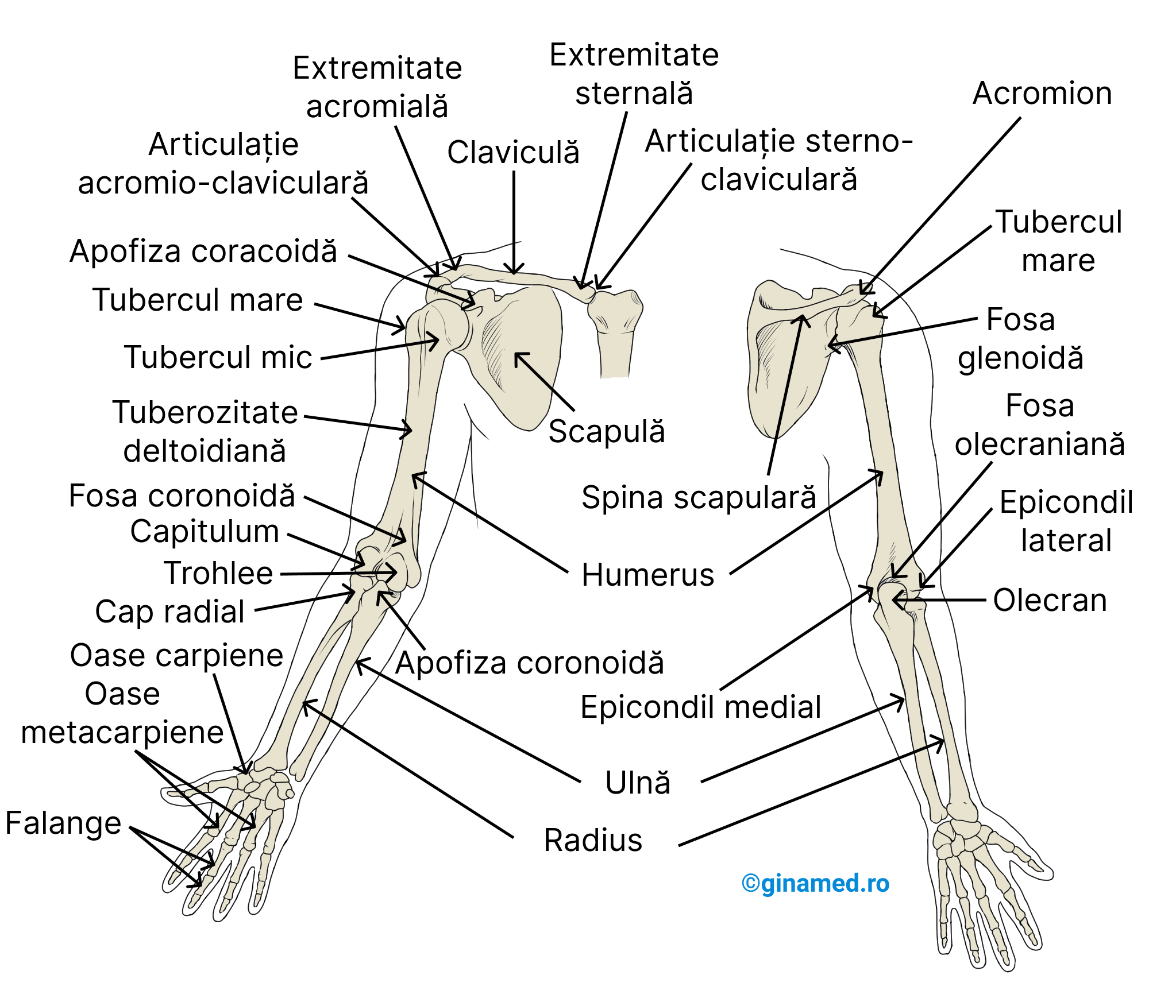 Extremitate
acromială
Extremitate
sternală
Acromion
Articulație
acromio-claviculară
Claviculă
Articulație sterno-
claviculară
Apofiza coracoidă
Tubercul
mare
Tubercul mare
Fosa
glenoidă
Tubercul mic
Tuberozitate
deltoidiană
Scapulă
Fosa
olecraniană
Fosa coronoidă
Spina scapulară
Epicondil
lateral
Capitulum
Trohlee
Humerus
Cap radial
Olecran
Oase carpiene
Apofiza coronoidă
Oase
metacarpiene
Epicondil medial
Ulnă
Falange
Radius
©ginamed.ro